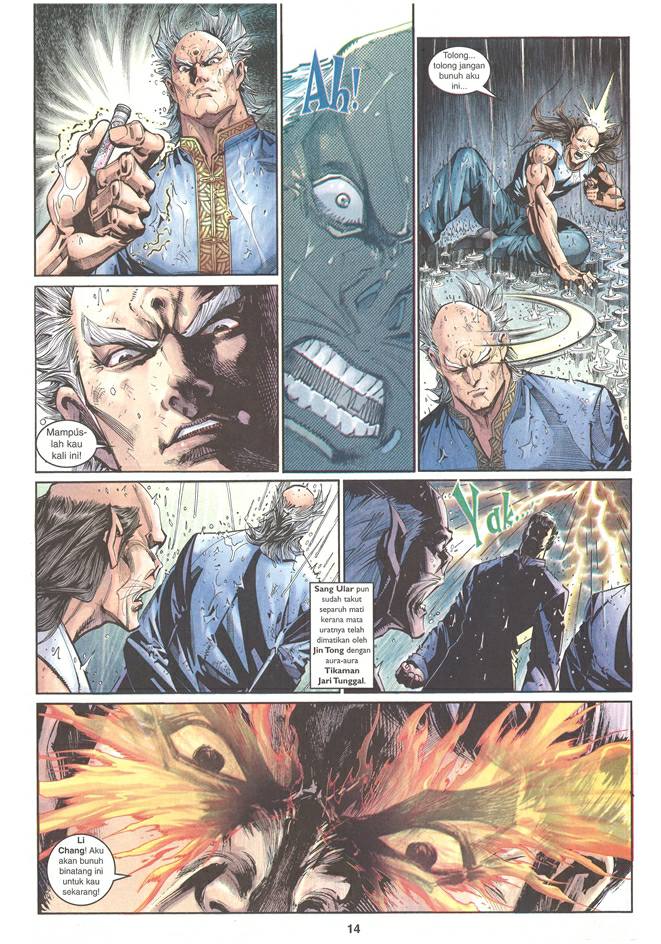 Ah!
Tolong...
tolong jangan
bunuh aku
ini...
Mampus-
lah kau
kali ini!
Yak....
Sang Ular pun
sudah takut
separuh mati
kerana mata
uratnya telah
dimatikan oleh
Jin Tong dengan
aura-aura
Tikaman
Jari Tunggal.
Li
Chang! Aku
akan bunuh
binatang ini
untuk kau
sekarang!
14